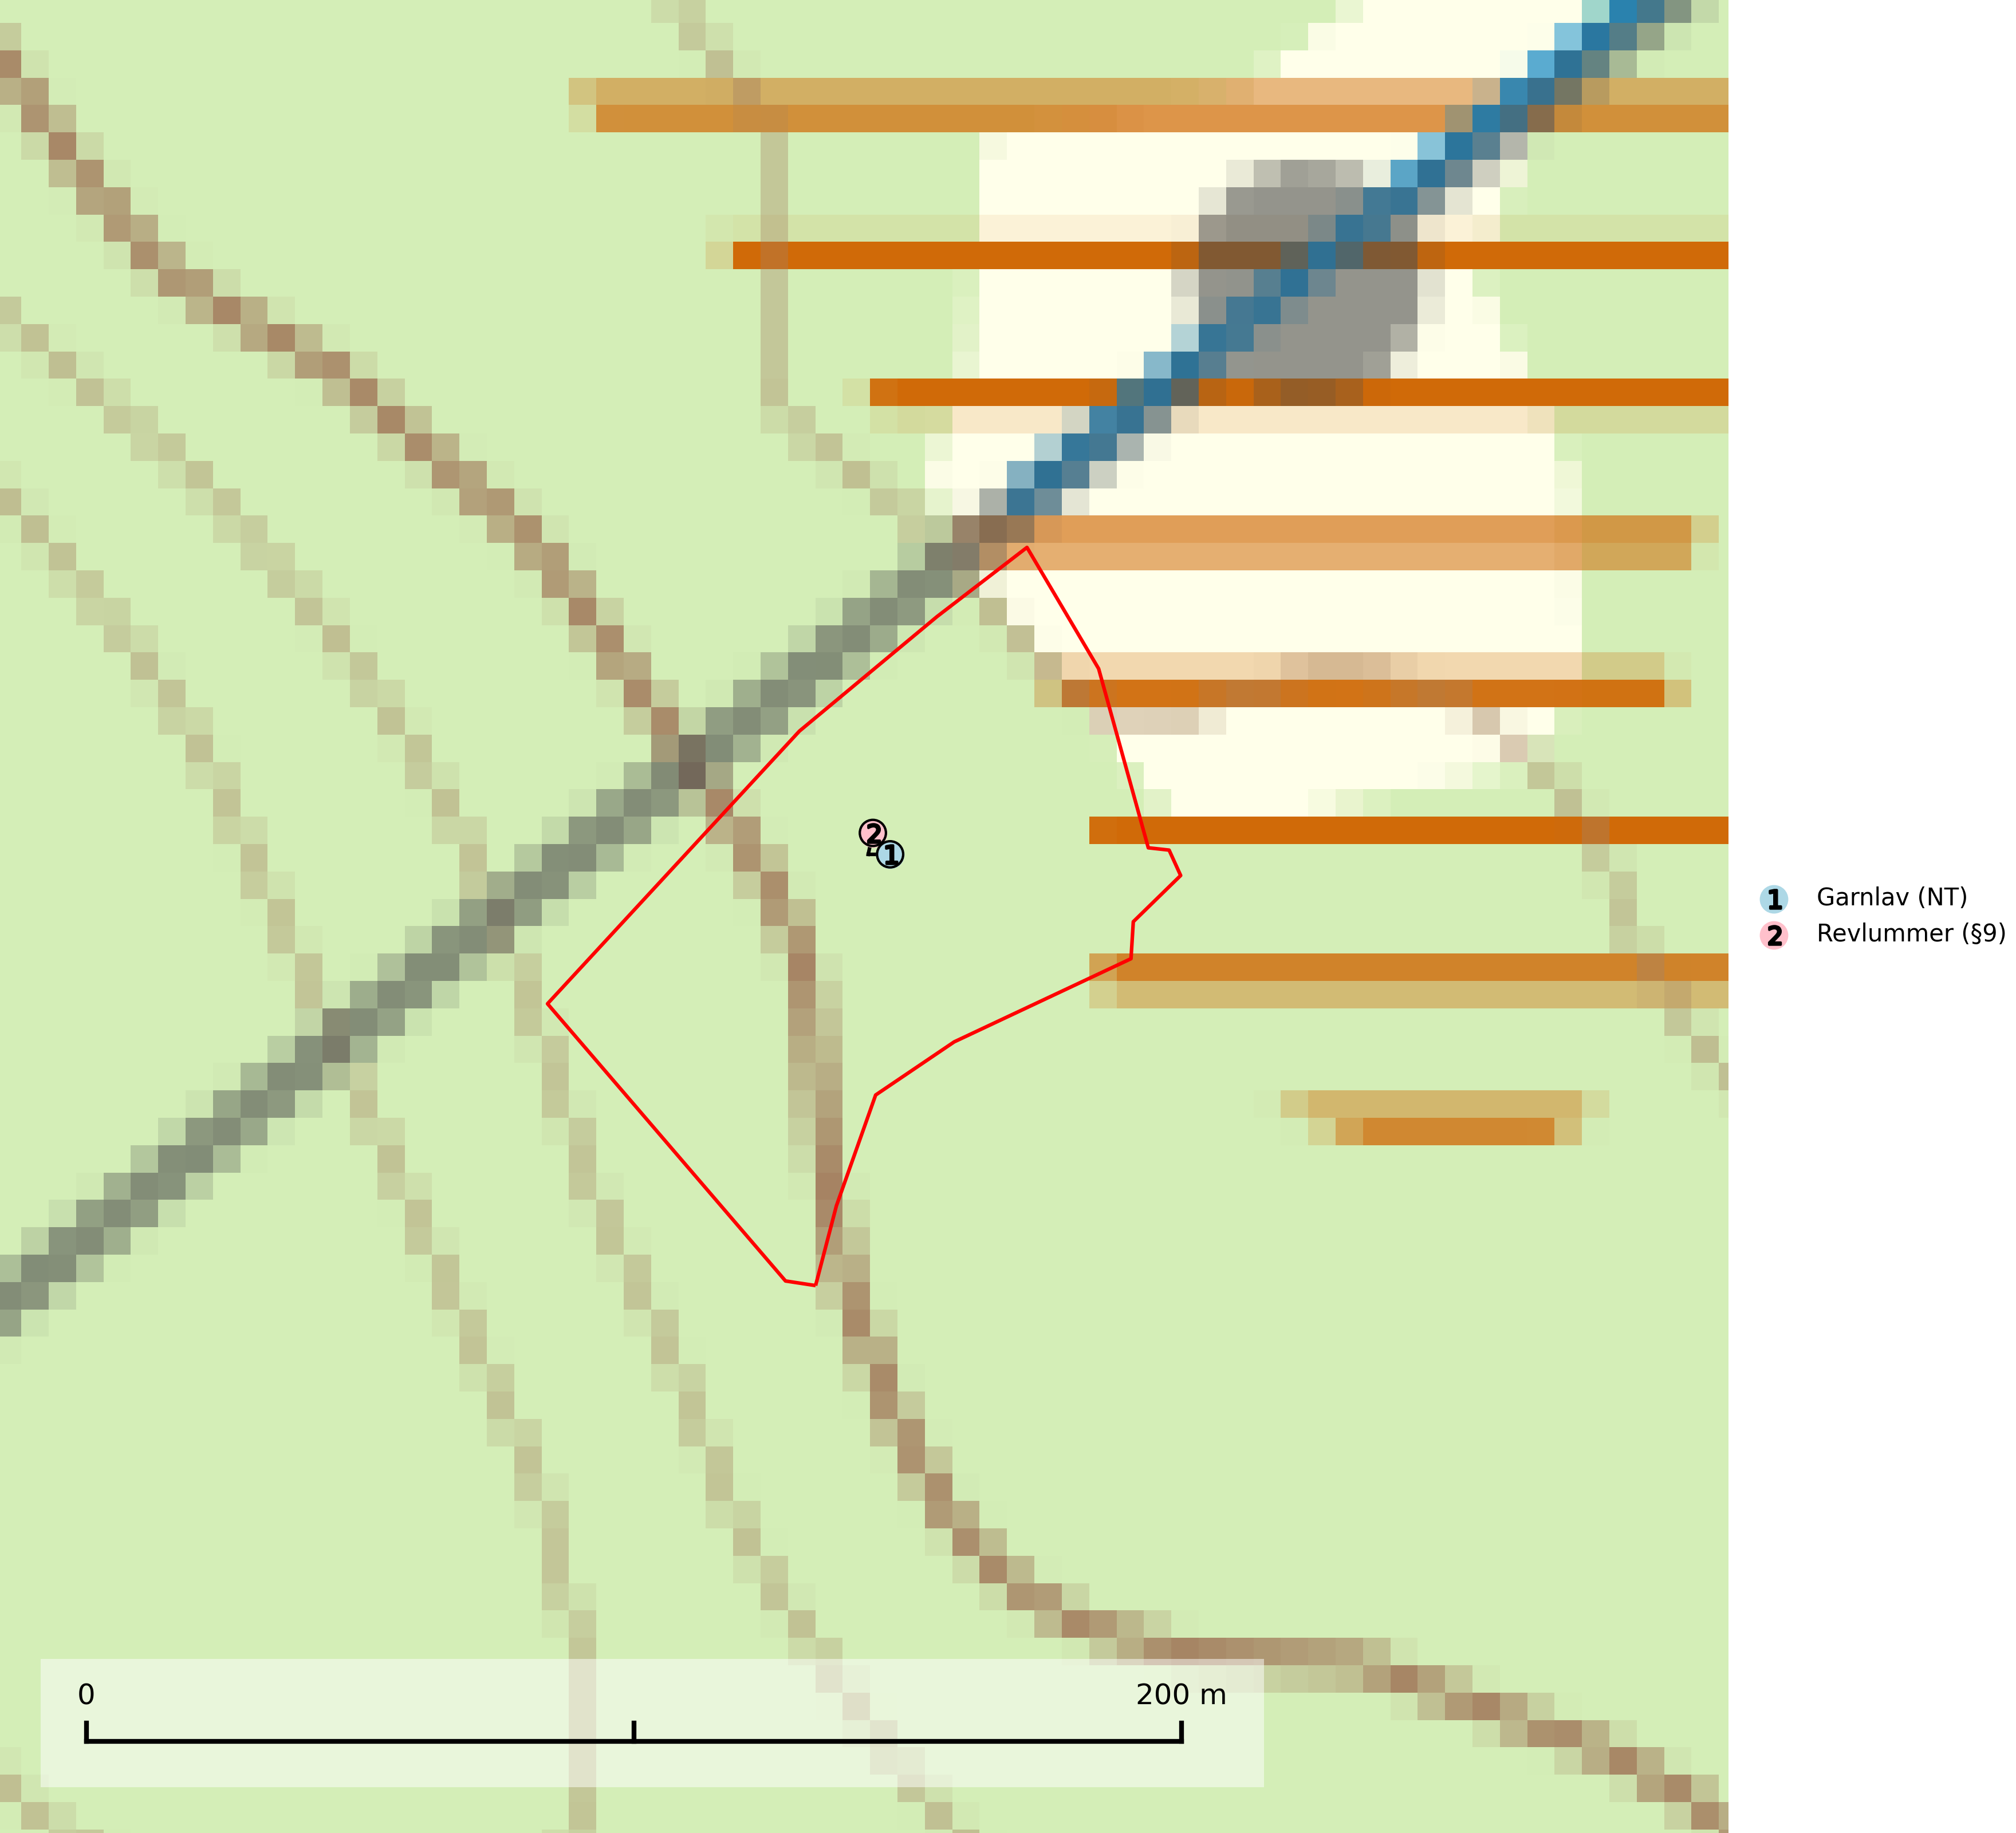 2
1
1 Garnlav (NT)
2 Revlummer (§9)
0 200 m